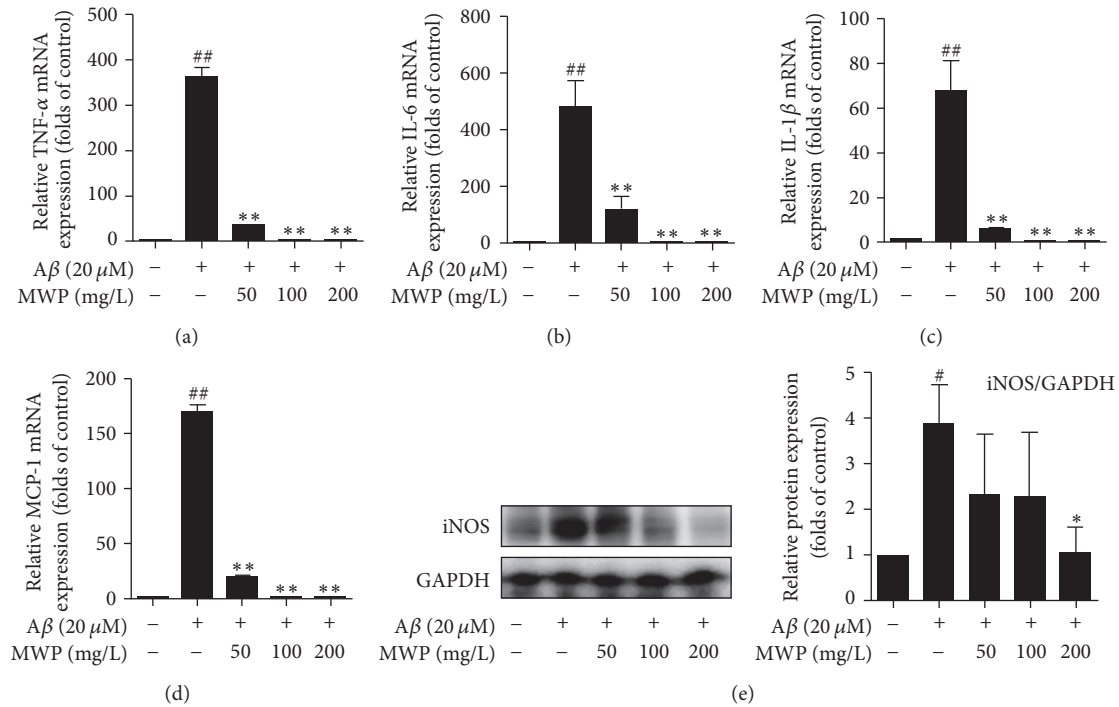 Relative TNF-α mRNA
expression (folds of control)
500
400
300
200
100
0
##
**
**
**
Aβ (20 μM) – + + + +
MWP (mg/L) – – 50 100 200
(a)
Relative IL-6 mRNA
expression (folds of control)
800
600
400
200
0
##
**
**
**
– + + + +
– – 50 100 200
Aβ (20 μM)
MWP (mg/L)
(b)
Relative IL-1β mRNA
expression (folds of control)
100
80
60
40
20
0
##
**
**
**
Aβ (20 μM) – + + + +
MWP (mg/L) – – 50 100 200
(c)
Relative MCP-1 mRNA
expression (folds of control)
200
150
100
50
0
##
**
**
**
Aβ (20 μM) – + + + +
MWP (mg/L) – – 50 100 200
(d)
iNOS
GAPDH
Aβ (20 μM) – + + + +
MWP (mg/L) – – 50 100 200
Relative protein expression
(folds of control)
5
4
3
2
1
0
iNOS/GAPDH
#
*
Aβ (20 μM) – + + + +
MWP (mg/L) – – 50 100 200
(e)